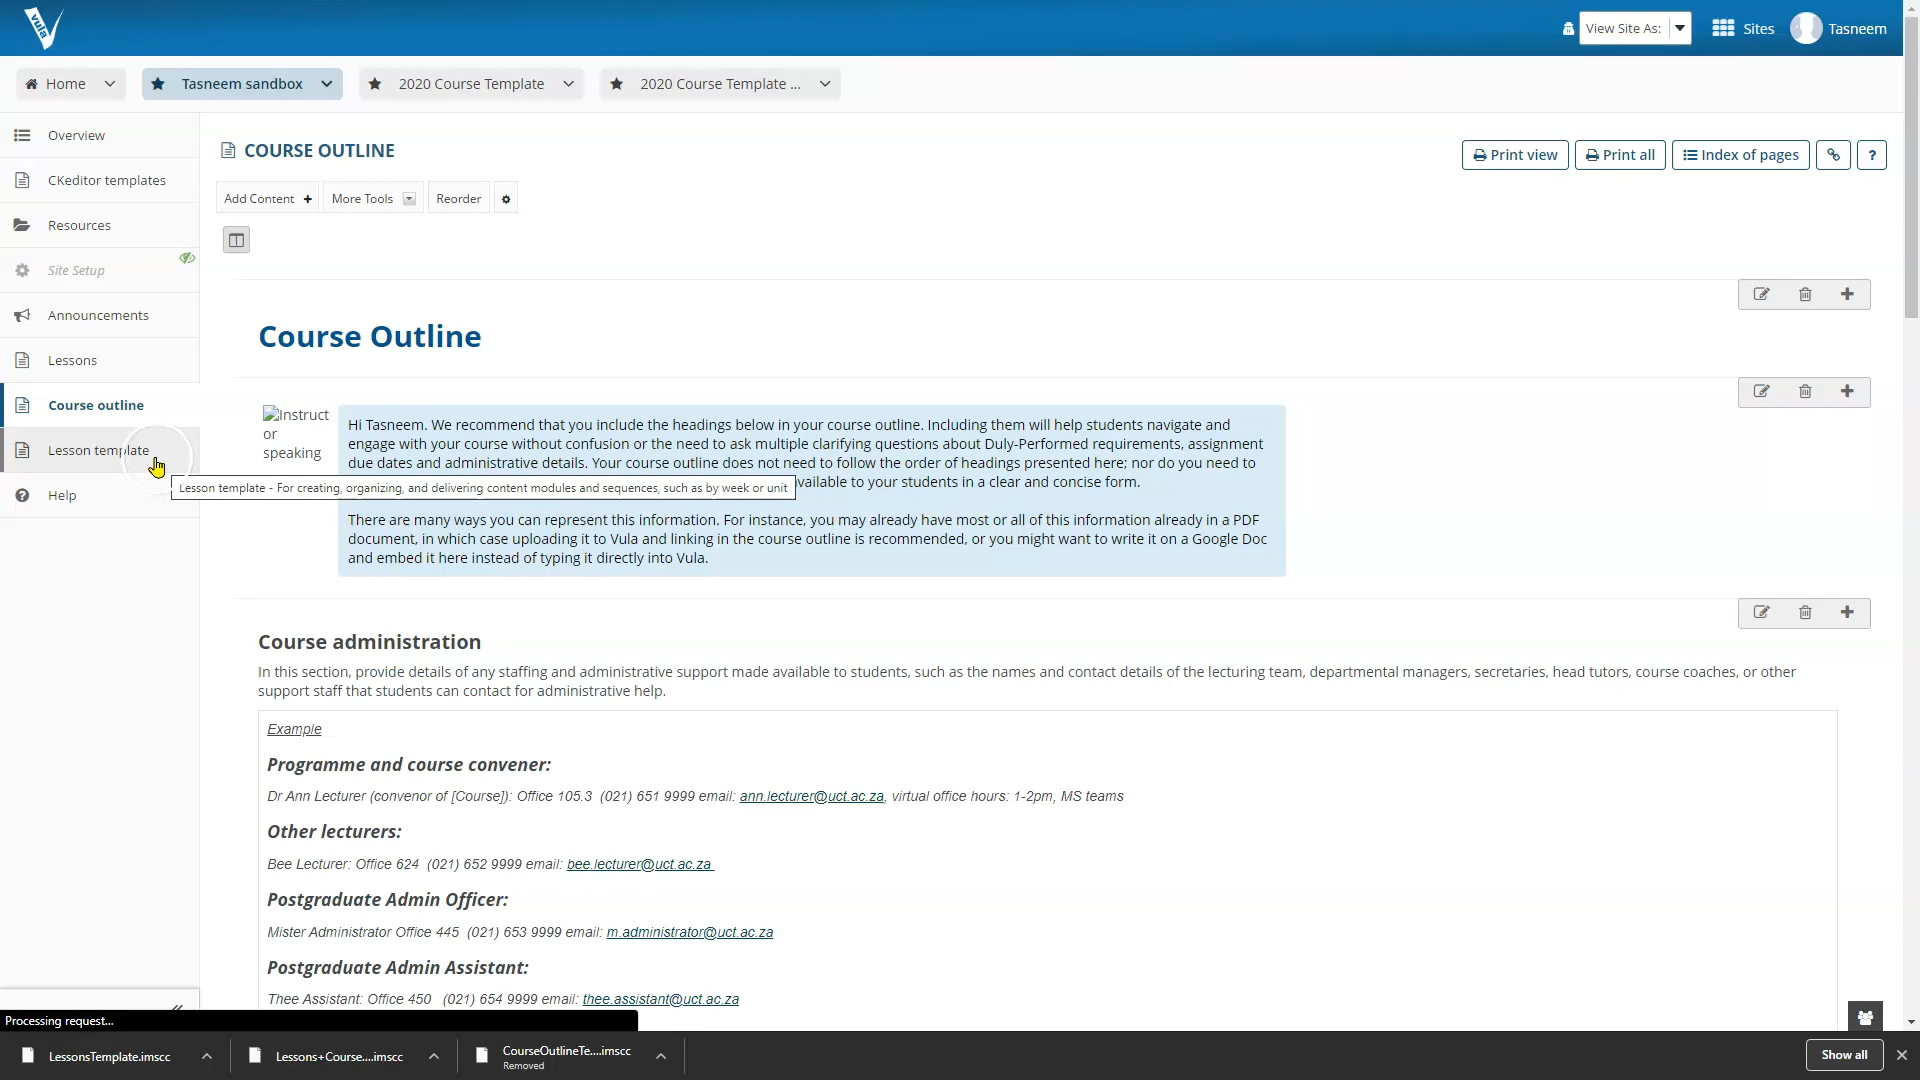 vula
View Site As:
Sites
Tasneem
Home
Tasneem sandbox
2020 Course Template
2020 Course Template ...
Overview
CKeditor templates
Resources
Site Setup
Announcements
Lessons
Course outline
Lesson template
Help
COURSE OUTLINE
Print view
Print all
Index of pages
?
Add Content +
More Tools
Reorder
Course Outline
Instruct
or
speaking
Hi Tasneem. We recommend that you include the headings below in your course outline. Including them will help students navigate and
engage with your course without confusion or the need to ask multiple clarifying questions about Duly-Performed requirements, assignment
due dates and administrative details. Your course outline does not need to follow the order of headings presented here; nor do you need to
Lesson template - For creating, organizing, and delivering content modules and sequences, such as by week or unit
available to your students in a clear and concise form.
There are many ways you can represent this information. For instance, you may already have most or all of this information already in a PDF
document, in which case uploading it to Vula and linking in the course outline is recommended, or you might want to write it on a Google Doc
and embed it here instead of typing it directly into Vula.
Course administration
In this section, provide details of any staffing and administrative support made available to students, such as the names and contact details of the lecturing team, departmental managers, secretaries, head tutors, course coaches, or other
support staff that students can contact for administrative help.
Example
Programme and course convener:
Dr Ann Lecturer (convenor of [Course]): Office 105.3 (021) 651 9999 email: ann.lecturer@uct.ac.za, virtual office hours: 1-2pm, MS teams
Other lecturers:
Bee Lecturer: Office 624 (021) 652 9999 email: bee.lecturer@uct.ac.za
Postgraduate Admin Officer:
Mister Administrator Office 445 (021) 653 9999 email: m.administrator@uct.ac.za
Postgraduate Admin Assistant:
Thee Assistant: Office 450 (021) 654 9999 email: thee.assistant@uct.ac.za
Processing request...
LessonsTemplate.imscc
Lessons+Course....imscc
CourseOutlineTe....imscc
Removed
Show all